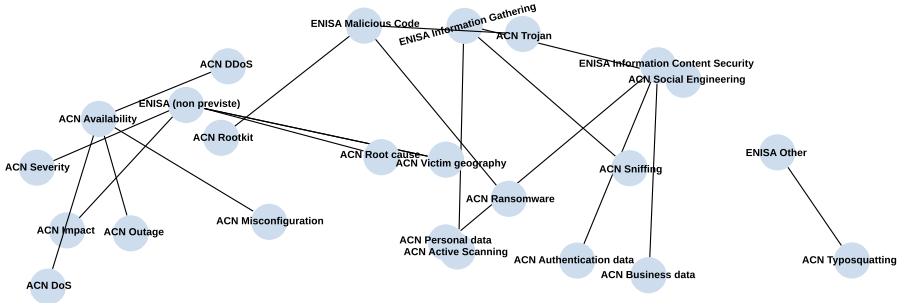 ENISA Malicious Code
ENISA Information Gathering
ACN Trojan
ACN DDoS
ENISA Information Content Security
ACN Social Engineering
ENISA (non previste)
ACN Availability
ACN Rootkit
ACN Root cause
ACN Victim geography
ENISA Other
ACN Severity
ACN Sniffing
ACN Ransomware
ACN Misconfiguration
ACN Impact
ACN Outage
ACN Personal data
ACN Active Scanning
ACN Authentication data
ACN Typosquatting
ACN Business data
ACN DoS